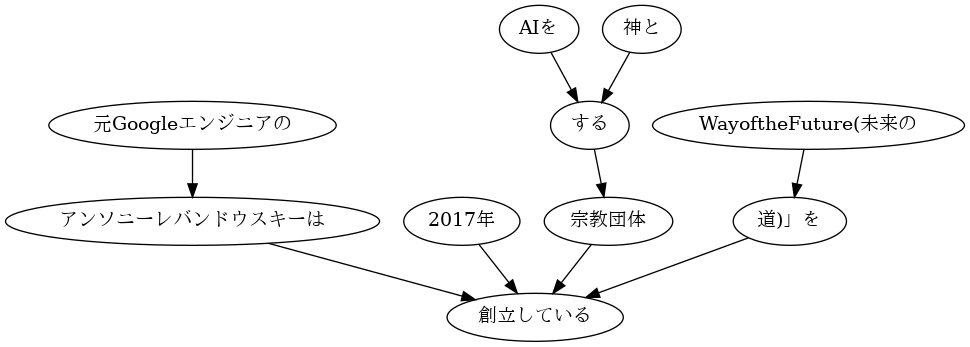 AIを
神と
元Googleエンジニアの
する
WayoftheFuture(未来の
アンソニーレバンドウスキーは
2017年
宗教団体
道)」を
創立している